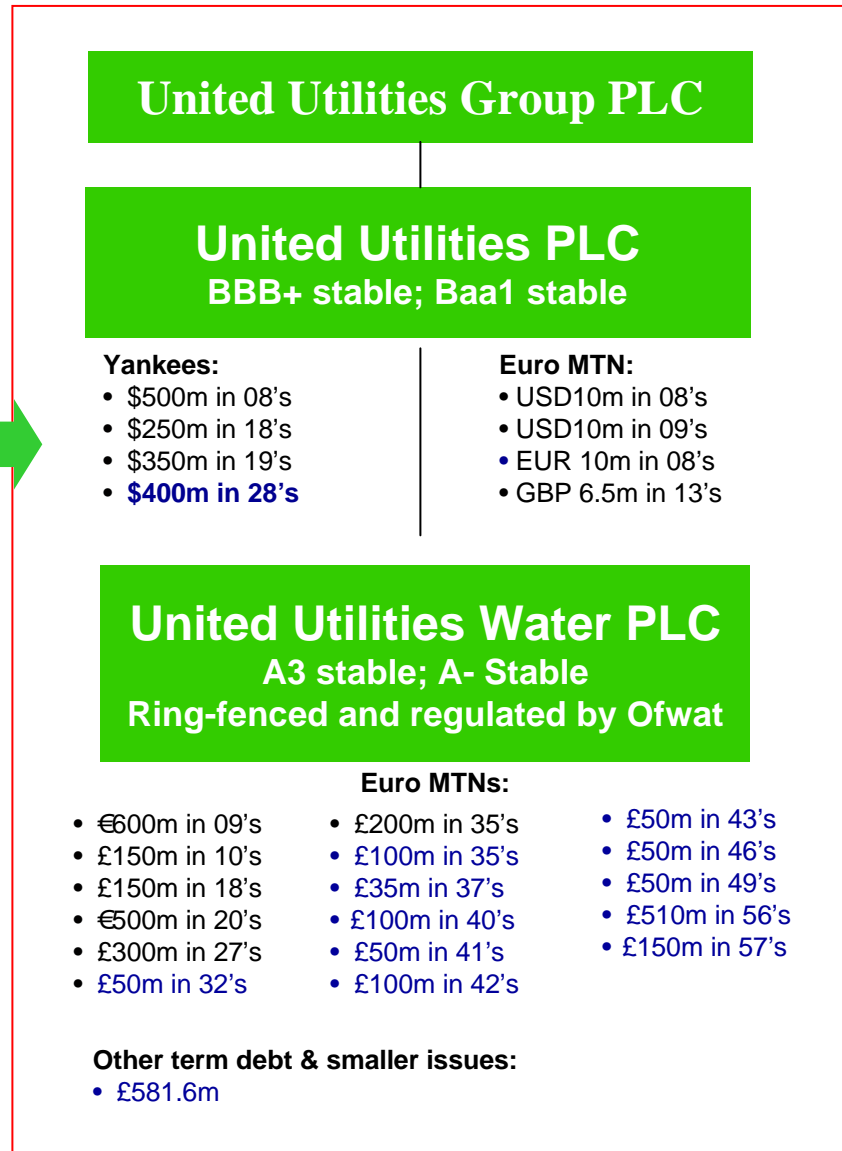 United Utilities Group PLC
United Utilities PLC
BBB+ stable; Baa1 stable
Yankees:
• $500m in 08’s
• $250m in 18’s
• $350m in 19’s
• $400m in 28’s
Euro MTN:
• USD10m in 08’s
• USD10m in 09’s
• EUR 10m in 08’s
• GBP 6.5m in 13’s
United Utilities Water PLC
A3 stable; A- Stable
Ring-fenced and regulated by Ofwat
Euro MTNs:
• €600m in 09’s
• £150m in 10’s
• £150m in 18’s
• €500m in 20’s
• £300m in 27’s
• £50m in 32’s
• £200m in 35’s
• £100m in 35’s
• £35m in 37’s
• £100m in 40’s
• £50m in 41’s
• £100m in 42’s
• £50m in 43’s
• £50m in 46’s
• £50m in 49’s
• £510m in 56’s
• £150m in 57’s
Other term debt & smaller issues:
• £581.6m